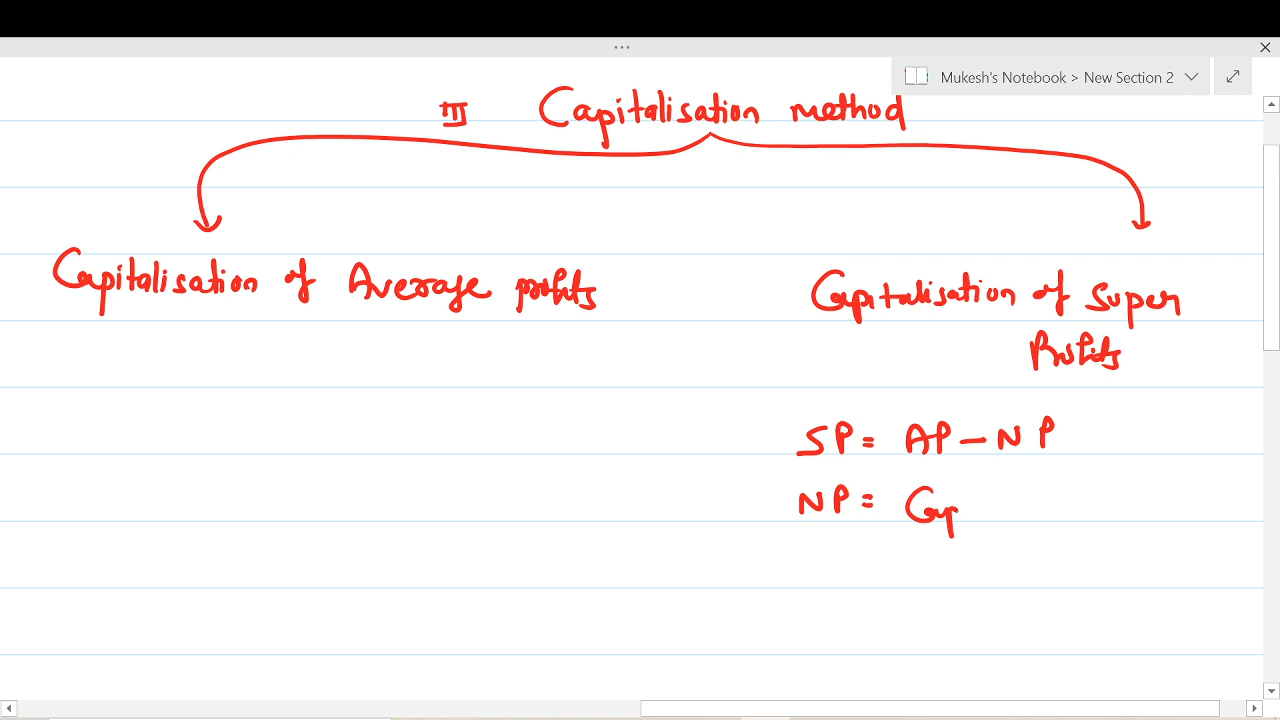 Mukesh's Notebook > New Section 2
III Capitalisation method
Capitalisation of Average profits
Capitalisation of Super
Profits
SP = AP - NP
NP = Cap